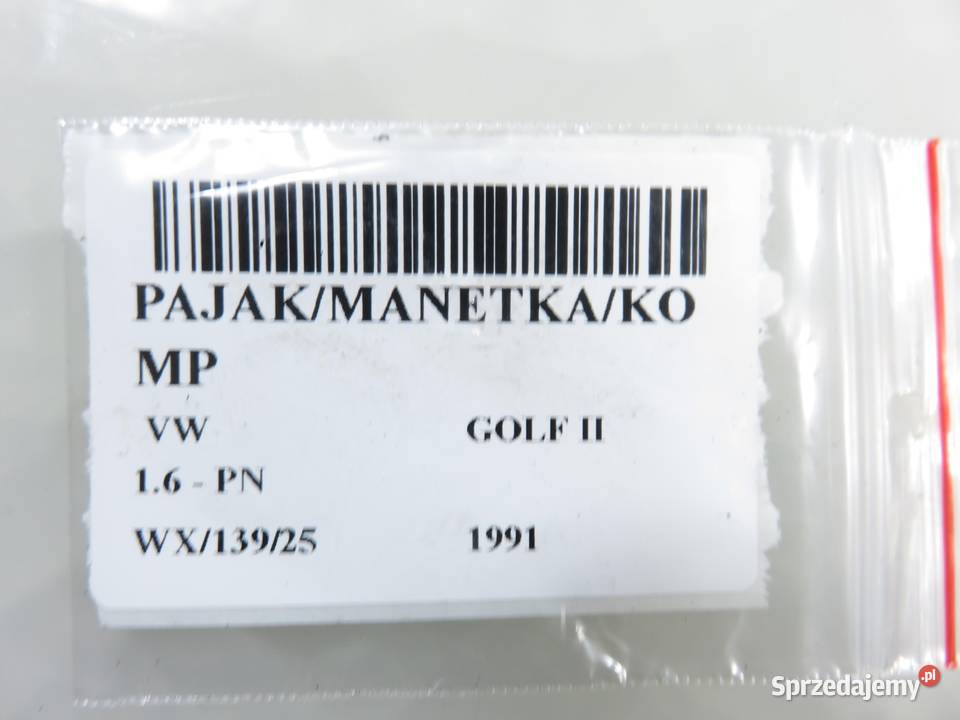 PAJAK/MANETKA/KO
MP
VW GOLF II
1.6 - PN
WX/139/25 1991
Sprzedajemy.pl